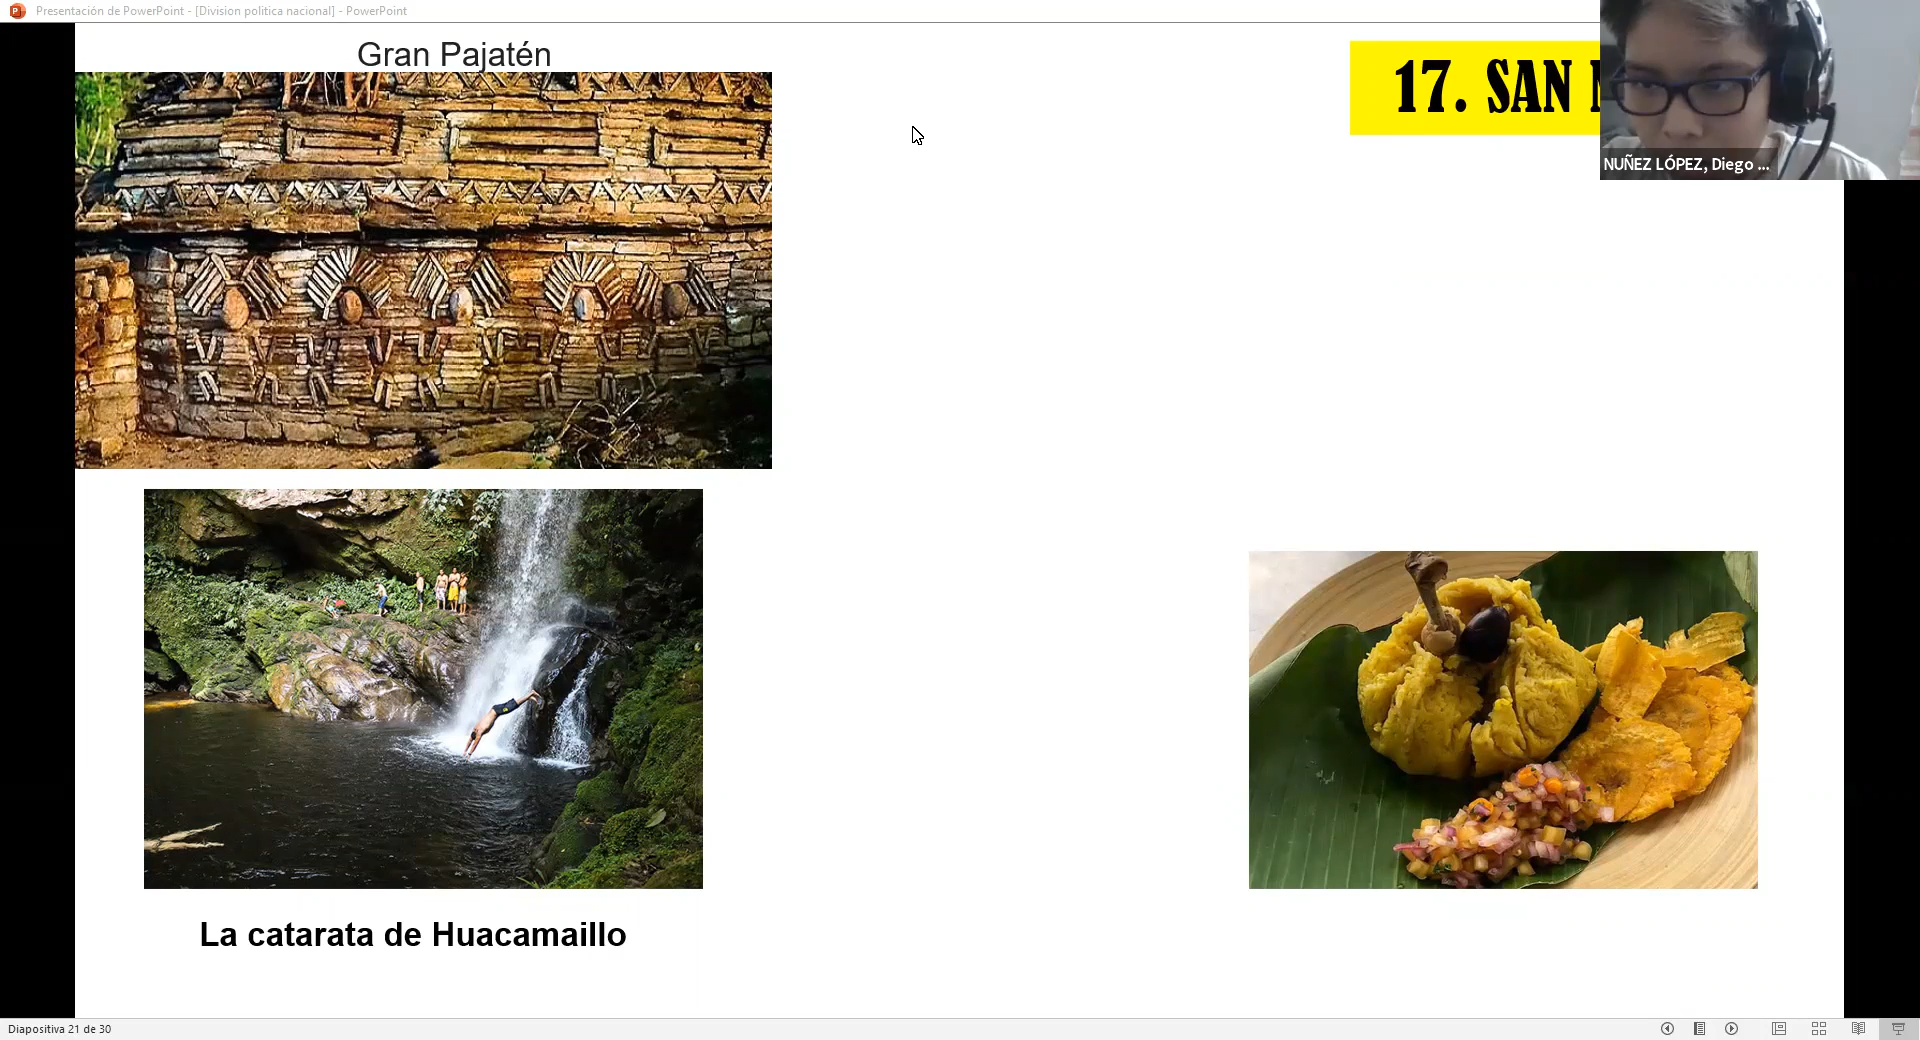 Presentación de PowerPoint - [Division politica nacional] - PowerPoint
Gran Pajatén
17. SAN
NUÑEZ LÓPEZ, Diego ...
La catarata de Huacamaillo
Diapositiva 21 de 30